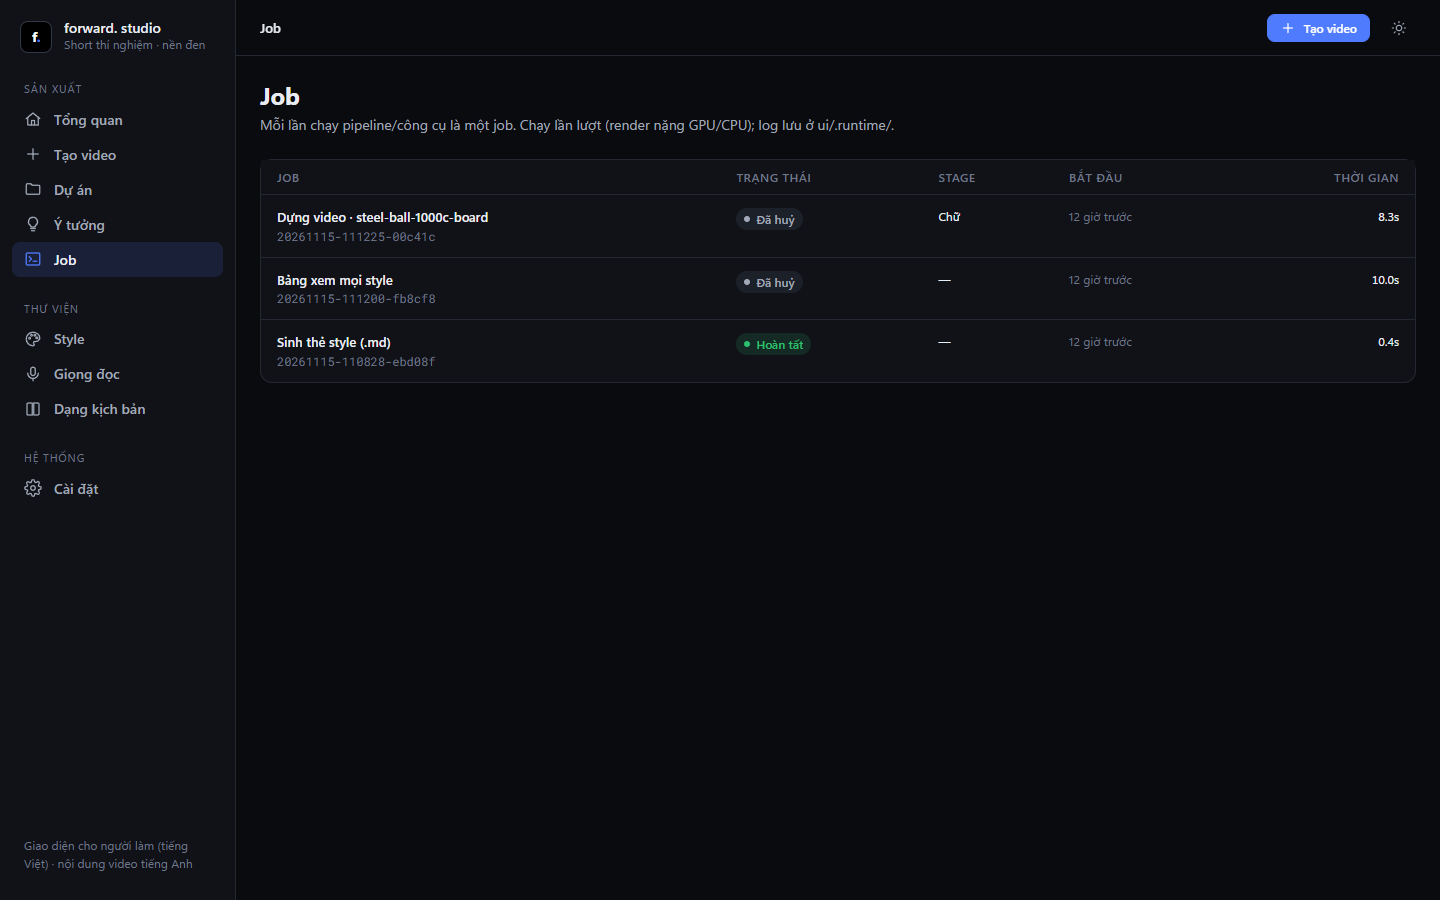 f.
forward. studio
Short thí nghiệm · nền đen
SẢN XUẤT
Tổng quan
Tạo video
Dự án
Ý tưởng
Job
THƯ VIỆN
Style
Giọng đọc
Dạng kịch bản
HỆ THỐNG
Cài đặt
Giao diện cho người làm (tiếng
Việt) · nội dung video tiếng Anh
Job
Tạo video
Job
Mỗi lần chạy pipeline/công cụ là một job. Chạy lần lượt (render nặng GPU/CPU); log lưu ở ui/.runtime/.
JOB TRẠNG THÁI STAGE BẮT ĐẦU THỜI GIAN
Dựng video · steel-ball-1000c-board Đã huỷ Chữ 12 giờ trước 8.3s
20261115-111225-00c41c
Bảng xem mọi style Đã huỷ — 12 giờ trước 10.0s
20261115-111200-fb8cf8
Sinh thẻ style (.md) Hoàn tất — 12 giờ trước 0.4s
20261115-110828-ebd08f